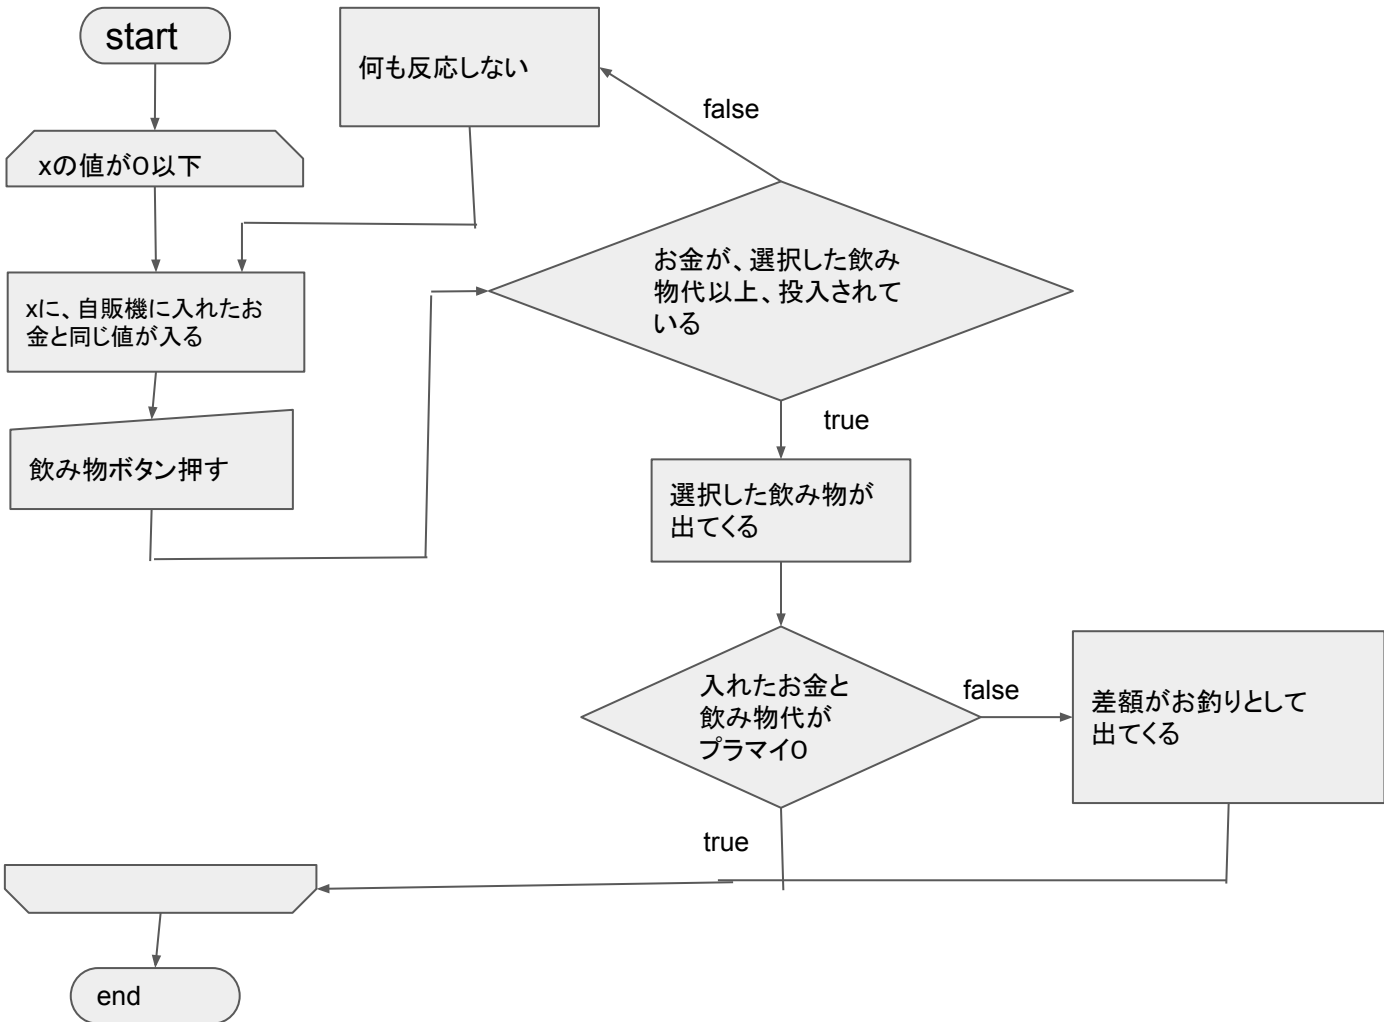 start
xの値が0以下
xに、自販機に入れたお
金と同じ値が入る
飲み物ボタン押す
何も反応しない
false
お金が、選択した飲み
物代以上、投入されて
いる
true
選択した飲み物が
出てくる
入れたお金と
飲み物代が
プラマイ0
false
差額がお釣りとして
出てくる
true
end